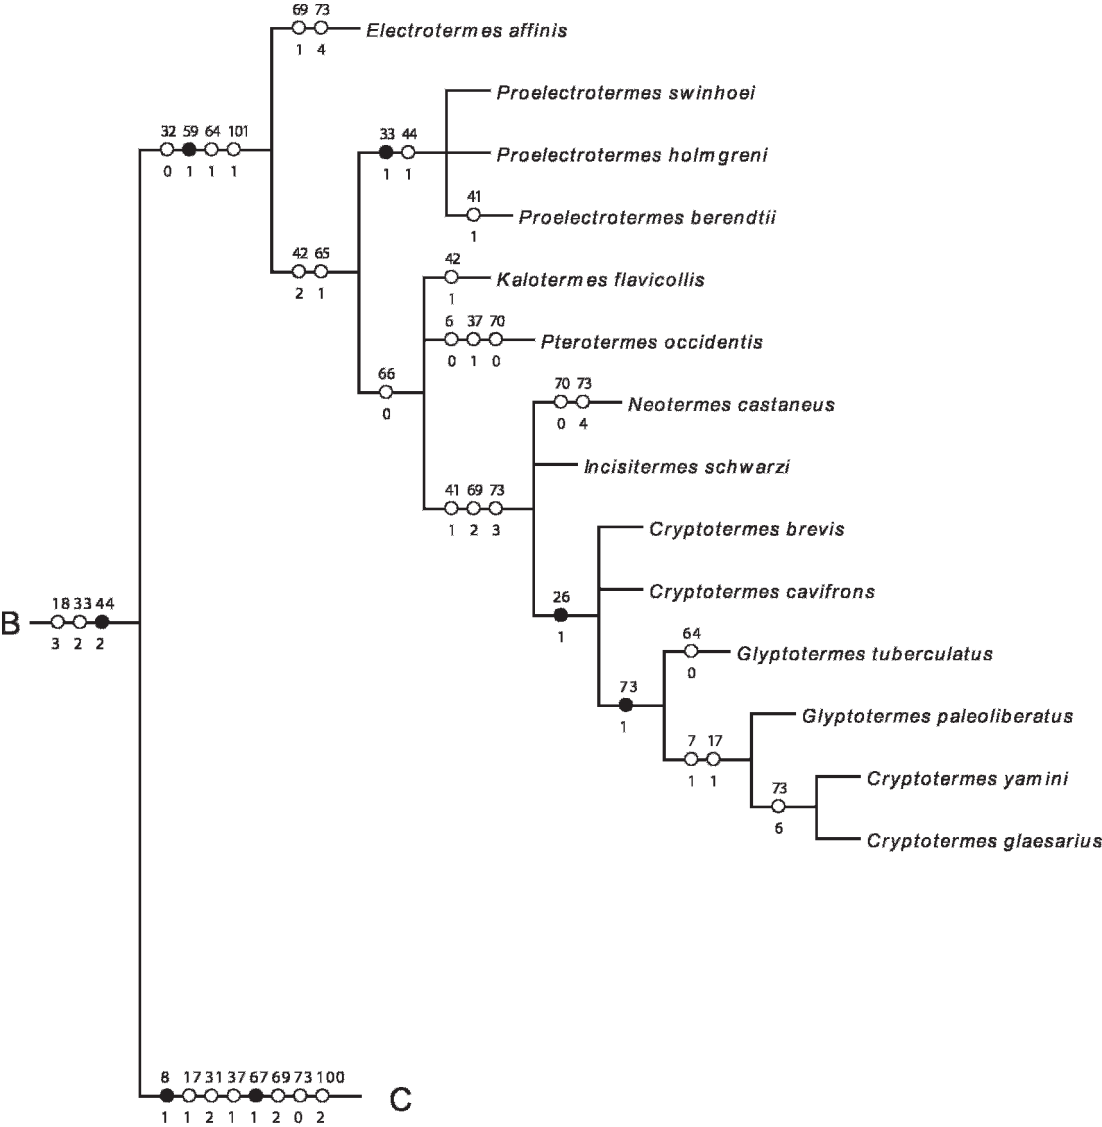 69 73
Electrotermes affinis
1 4
Proelectrotermes swinhoei
32 59 64 101
0 1 1 1
33 44
Proelectrotermes holmgreni
1 1
41
Proelectrotermes berendtii
1
42 65
2 1
42
Kalotermes flavicollis
1
6 37 70
Pterotermes occidentis
0 1 0
66
0
70 73
Neotermes castaneus
0 4
Incisitermes schwarzi
41 69 73
1 2 3
Cryptotermes brevis
Cryptotermes cavifrons
26
1
18 33 44
B
3 2 2
64
Glyptotermes tuberculatus
0
73
1
Glyptotermes paleoliberatus
7 17
1 1
Cryptotermes yamini
73
6
Cryptotermes glaesarius
8 17 31 37 67 69 73 100
C
1 1 2 1 1 2 0 2